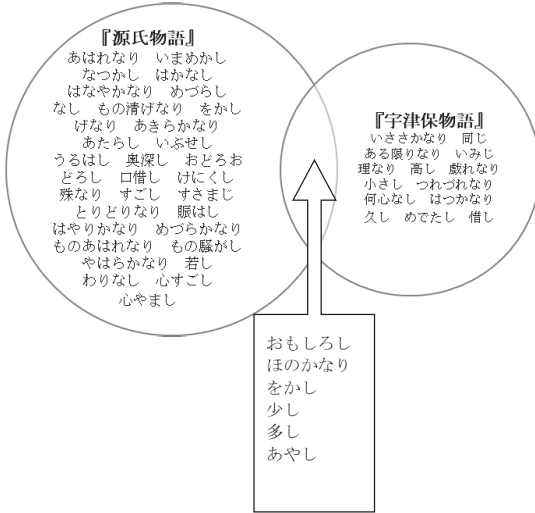 『源氏物語』
あはれなり　いまめかし
なつかし　はかなし
はなやかなり　めづらし
なし　もの清げなり　をかし
げなり　あきらかなり
あたらし　いぶせし
うるはし　奥深し　おどろお
どろし　口惜し　けにくし
殊なり　すごし　すさまじ
とりどりなり　賑はし
はやりかなり　めづらかなり
ものあはれなり　もの騒がし
やはらかなり　若し
わりなし　心すごし
心やまし
『宇津保物語』
いささかなり　同じ
ある限りなり　いみじ
理なり　高し　戯れなり
小さし　つれづれなり
何心なし　はつかなり
久し　めでたし　惜し
おもしろし
ほのかなり
をかし
少し
多し
あやし